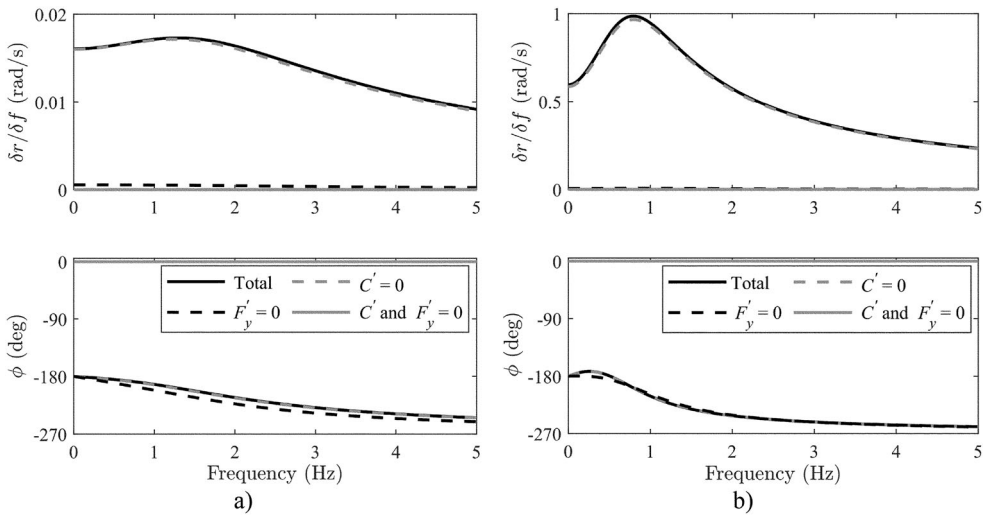 0.02
0.01
0
δr/δf (rad/s)
0 1 2 3 4 5
1
0.5
0
δr/δf (rad/s)
0 1 2 3 4 5
0
-90
-180
-270
ϕ (deg)
Total
C′ = 0
F′y = 0
C′ and F′y = 0
0 1 2 3 4 5
Frequency (Hz)
a)
0
-90
-180
-270
ϕ (deg)
Total
C′ = 0
F′y = 0
C′ and F′y = 0
0 1 2 3 4 5
Frequency (Hz)
b)